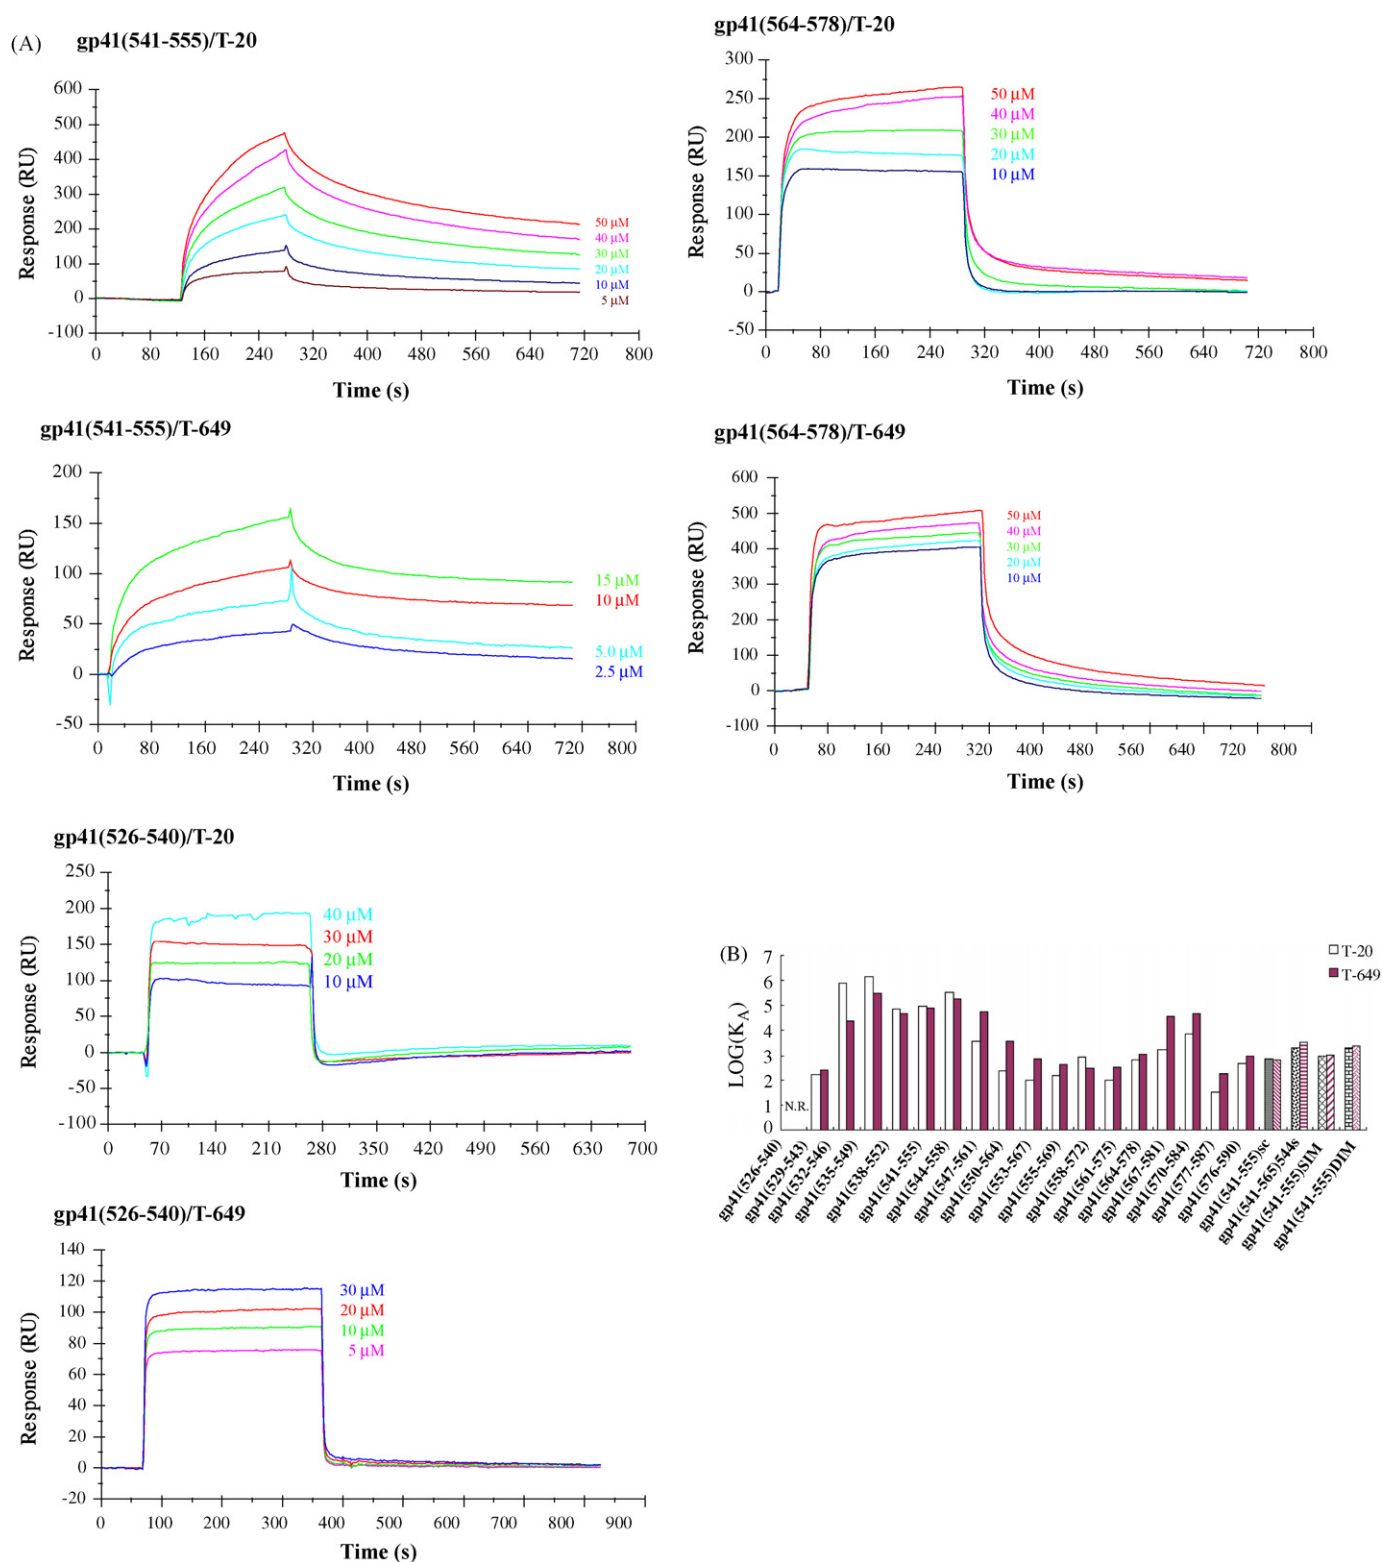 (A)
gp41(541-555)/T-20
600
500
400
300
200
100
0
-100
Response (RU)
50 μM
40 μM
30 μM
20 μM
10 μM
5 μM
0 80 160 240 320 400 480 560 640 720 800
Time (s)
gp41(564-578)/T-20
300
250
200
150
100
50
0
-50
Response (RU)
50 μM
40 μM
30 μM
20 μM
10 μM
0 80 160 240 320 400 480 560 640 720 800
Time (s)
gp41(541-555)/T-649
200
150
100
50
0
-50
Response (RU)
15 μM
10 μM
5.0 μM
2.5 μM
0 80 160 240 320 400 480 560 640 720 800
Time (s)
gp41(564-578)/T-649
600
500
400
300
200
100
0
-100
Response (RU)
50 μM
40 μM
30 μM
20 μM
10 μM
0 80 160 240 320 400 480 560 640 720 800
Time (s)
gp41(526-540)/T-20
250
200
150
100
50
0
-50
-100
Response (RU)
40 μM
30 μM
20 μM
10 μM
0 70 140 210 280 350 420 490 560 630 700
Time (s)
gp41(526-540)/T-649
140
120
100
80
60
40
20
0
-20
Response (RU)
30 μM
20 μM
10 μM
5 μM
0 100 200 300 400 500 600 700 800 900
Time (s)
(B)
T-20
T-649
7
6
5
4
3
2
1
0
LOG(K_A)
N.R.
gp41(526-540)
gp41(529-543)
gp41(532-546)
gp41(535-549)
gp41(538-552)
gp41(541-555)
gp41(544-558)
gp41(547-561)
gp41(550-564)
gp41(553-567)
gp41(555-569)
gp41(558-572)
gp41(561-575)
gp41(564-578)
gp41(567-581)
gp41(570-584)
gp41(577-587)
gp41(576-590)
gp41(541-555)sc
gp41(541-565)544s
gp41(541-555)SIM
gp41(541-555)DIM